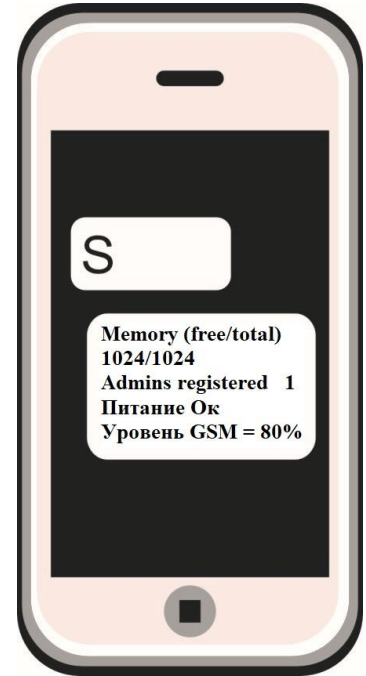 S
Memory (free/total)
1024/1024
Admins registered 1
Питание Ок
Уровень GSM = 80%